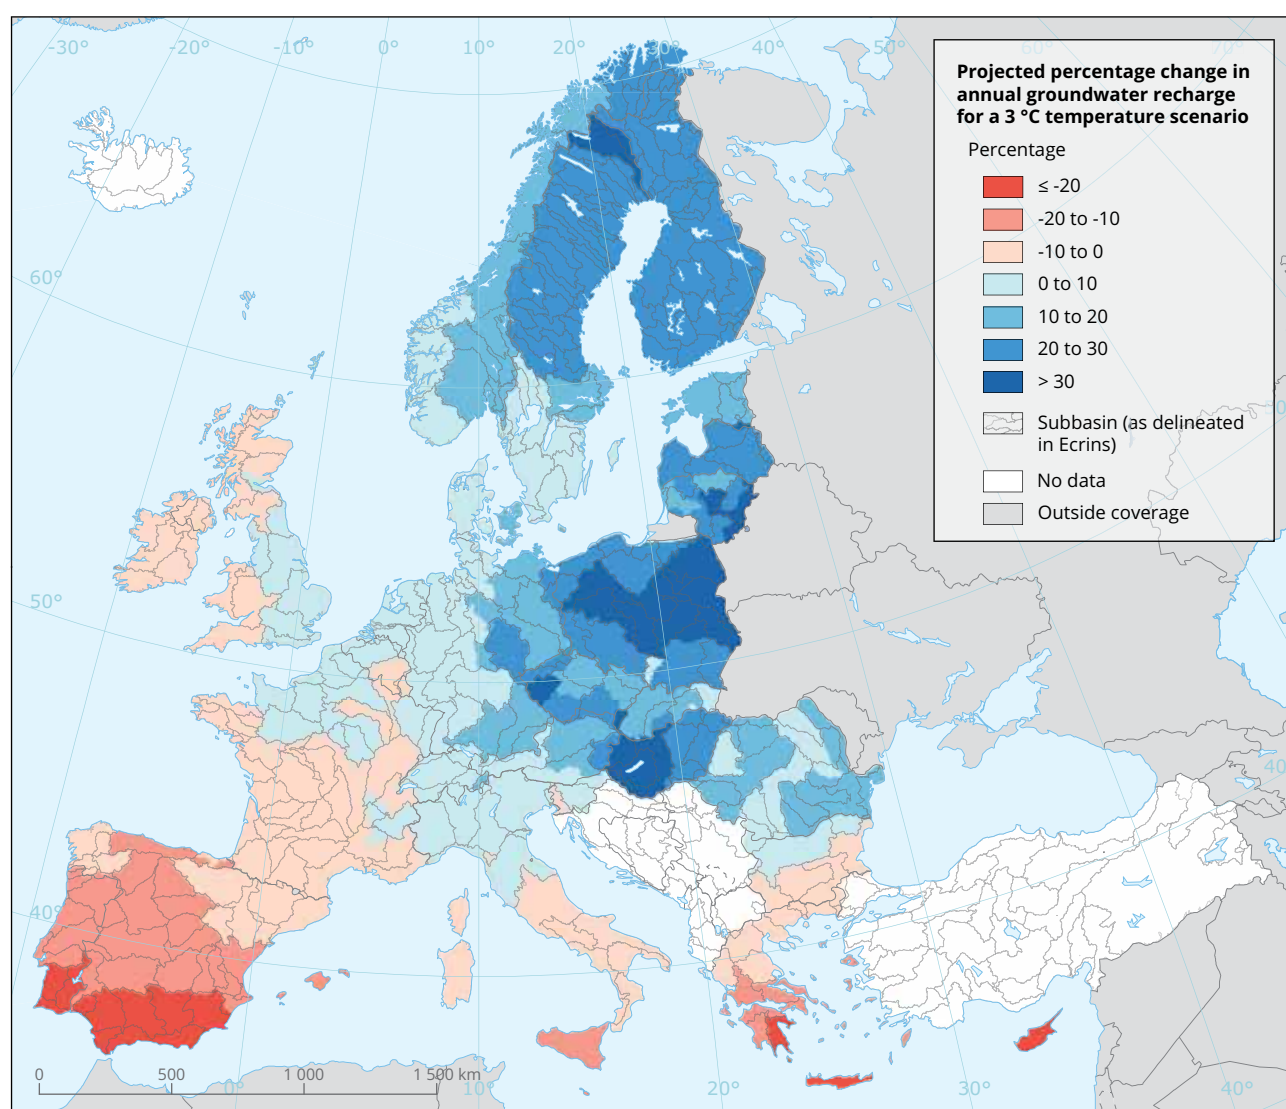 -30°
-20°
-10°
0°
10°
20°
30°
40°
50°
60°
70°
Projected percentage change in
annual groundwater recharge
for a 3 °C temperature scenario
Percentage
≤ -20
-20 to -10
-10 to 0
0 to 10
10 to 20
20 to 30
> 30
Subbasin (as delineated
in Ecrins)
No data
Outside coverage
60°
50°
40°
0
500
1 000
1 500 km
0°
10°
20°
30°
40°